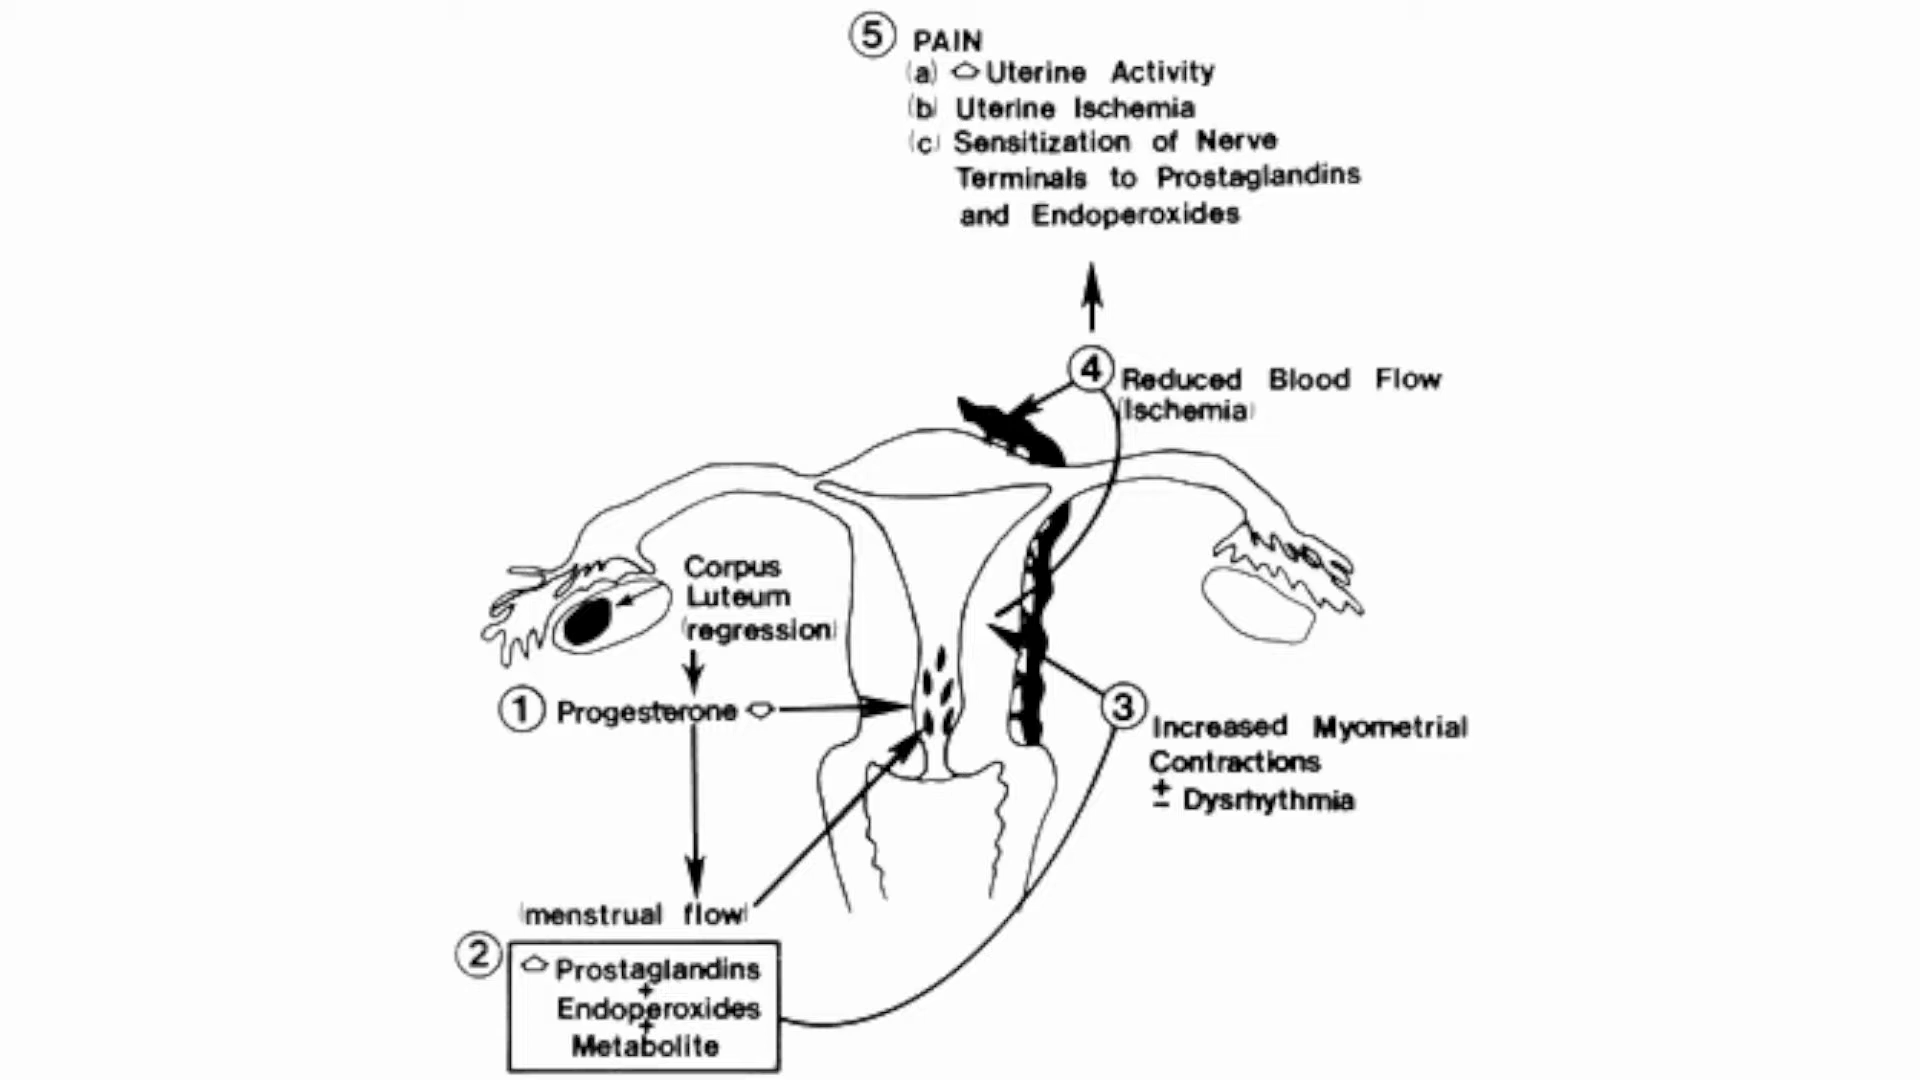 5 PAIN
(a) Uterine Activity
(b) Uterine Ischemia
(c) Sensitization of Nerve
Terminals to Prostaglandins
and Endoperoxides
4 Reduced Blood Flow
(Ischemia)
Corpus
Luteum
(regression)
1 Progesterone
3 Increased Myometrial
Contractions
± Dysrhythmia
(menstrual flow)
2 Prostaglandins
+
Endoperoxides
+
Metabolite